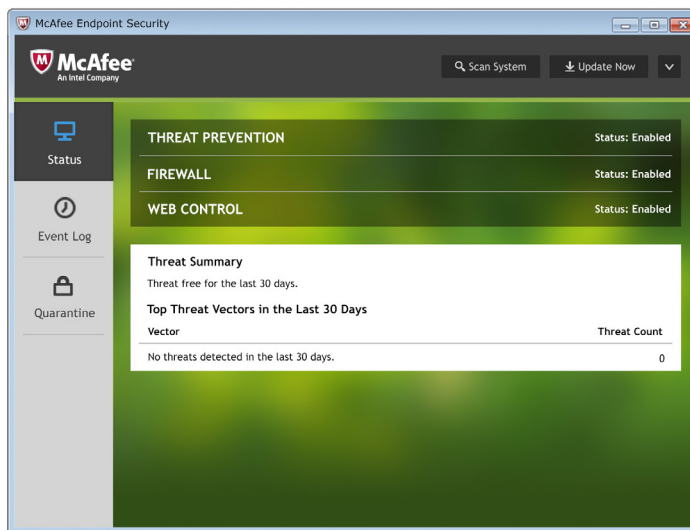 McAfee Endpoint Security
McAfee
An Intel Company
Scan System
Update Now
Status
Event Log
Quarantine
THREAT PREVENTION Status: Enabled
FIREWALL Status: Enabled
WEB CONTROL Status: Enabled
Threat Summary
Threat free for the last 30 days.
Top Threat Vectors in the Last 30 Days
Vector Threat Count
No threats detected in the last 30 days. 0